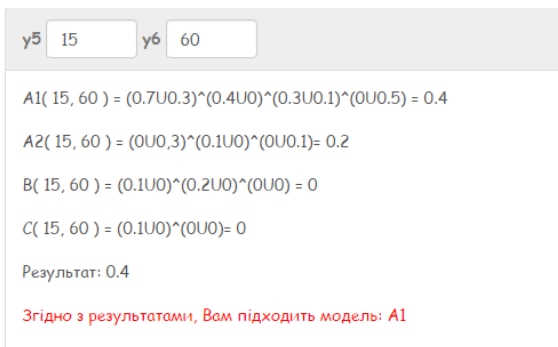 y5 15 y6 60
A1( 15, 60 ) = (0.7U0.3)^(0.4U0)^(0.3U0.1)^(0U0.5) = 0.4
A2( 15, 60 ) = (0U0,3)^(0.1U0)^(0U0.1)= 0.2
B( 15, 60 ) = (0.1U0)^(0.2U0)^(0U0) = 0
C( 15, 60 ) = (0.1U0)^(0U0)= 0
Результат: 0.4
Згідно з результатами, Вам підходить модель: A1